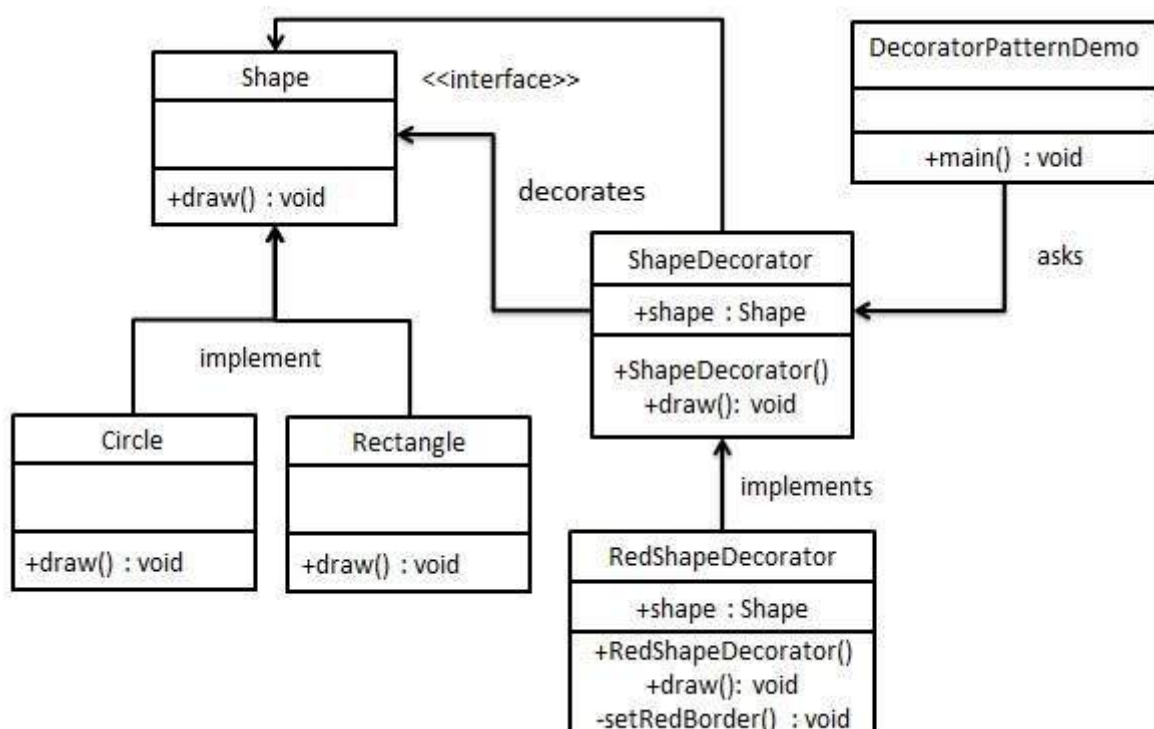 Shape
+draw() : void
<<interface>>
decorates
DecoratorPatternDemo
+main() : void
asks
ShapeDecorator
+shape : Shape
+ShapeDecorator()
+draw(): void
implement
Circle
+draw() : void
Rectangle
+draw() : void
implements
RedShapeDecorator
+shape : Shape
+RedShapeDecorator()
+draw(): void
-setRedBorder() : void